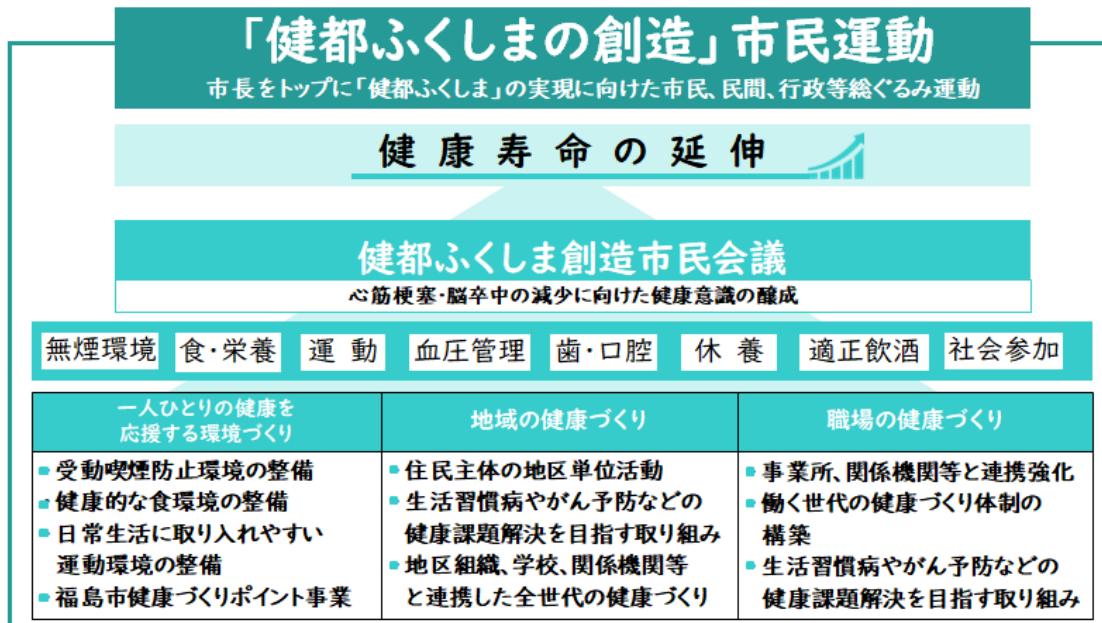 「健都ふくしまの創造」市民運動
市長をトップに「健都ふくしま」の実現に向けた市民、民間、行政等総ぐるみ運動
健康寿命の延伸
健都ふくしま創造市民会議
心筋梗塞・脳卒中の減少に向けた健康意識の醸成
無煙環境 食・栄養 運動 血圧管理 歯・口腔 休養 適正飲酒 社会参加
一人ひとりの健康を
応援する環境づくり
受動喫煙防止環境の整備
健康的な食環境の整備
日常生活に取り入れやすい
運動環境の整備
福島市健康づくりポイント事業
地域の健康づくり
住民主体の地区単位活動
生活習慣病やがん予防などの
健康課題解決を目指す取り組み
地区組織、学校、関係機関等
と連携した全世代の健康づくり
職場の健康づくり
事業所、関係機関等と連携強化
働く世代の健康づくり体制の
構築
生活習慣病やがん予防などの
健康課題解決を目指す取り組み